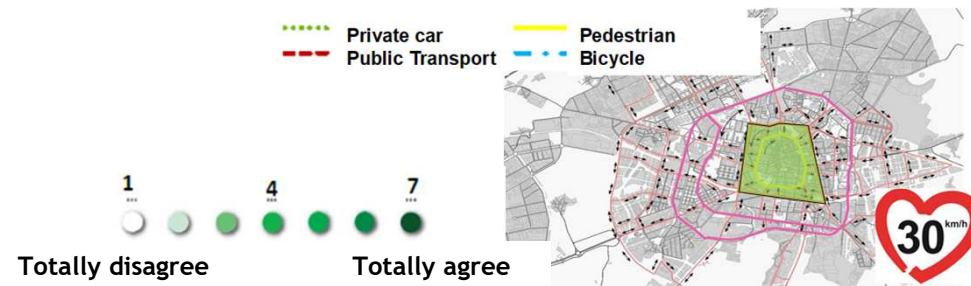 Private car
Pedestrian
Public Transport
Bicycle
1
4
7
Totally disagree
Totally agree
30 km/h